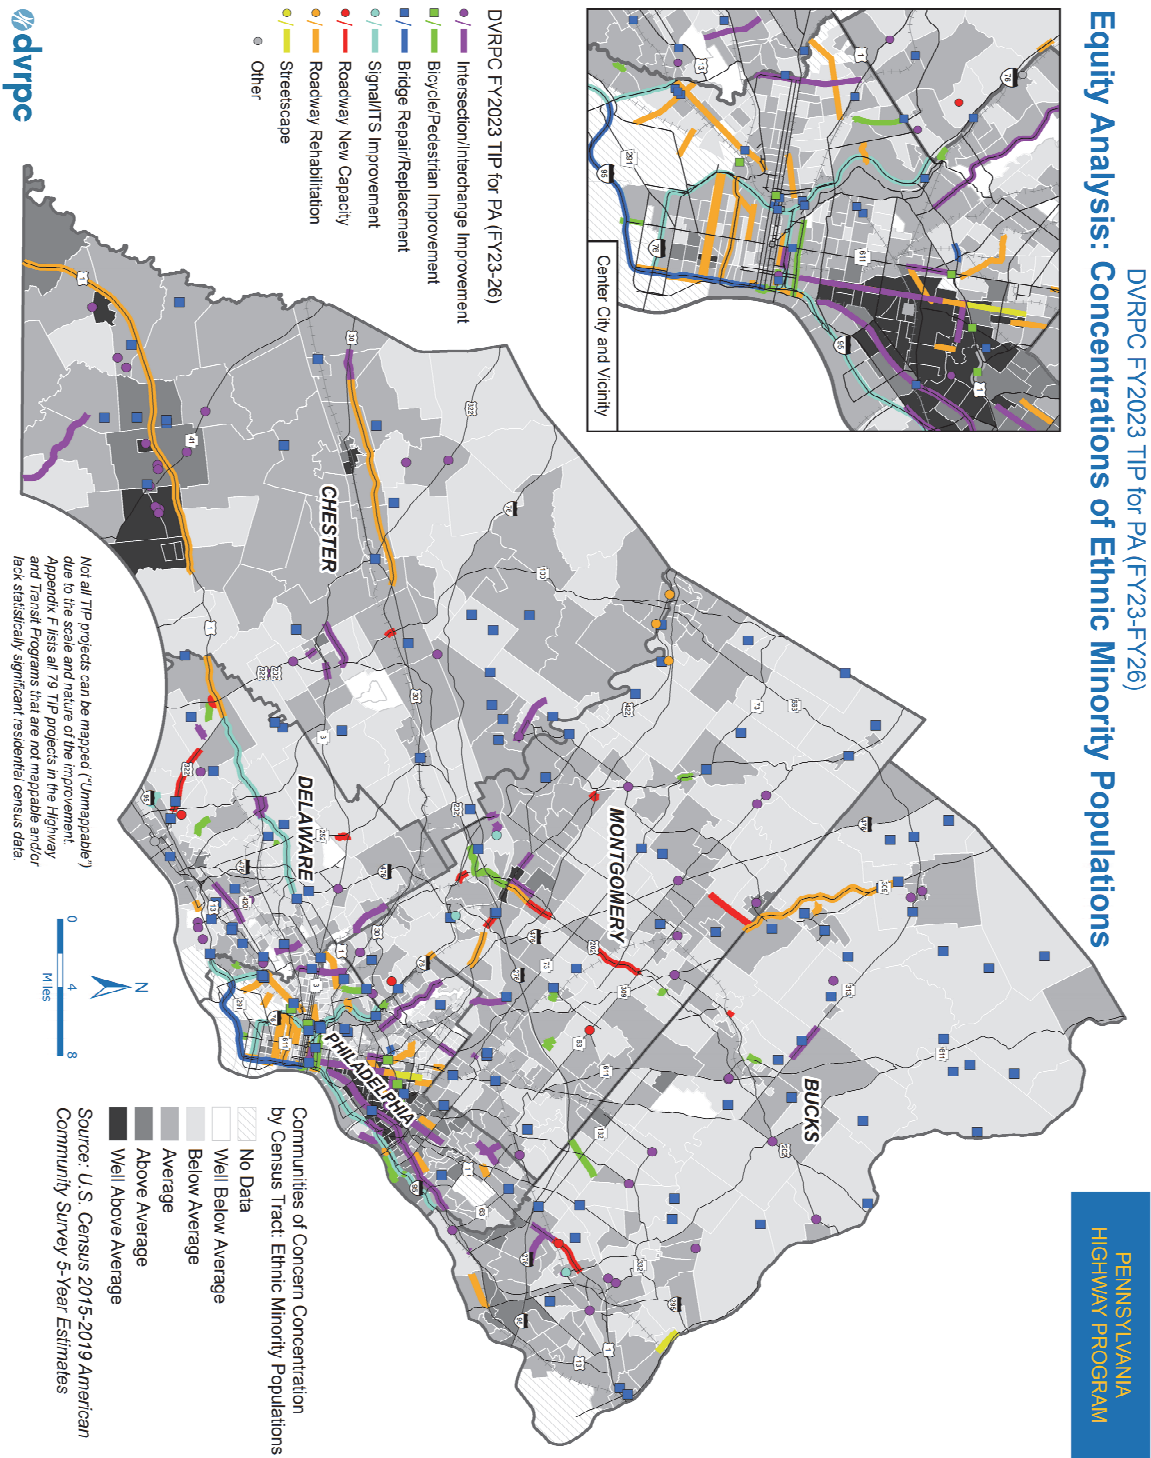 DVRPC FY2023 TIP for PA (FY23-FY26)
Equity Analysis: Concentrations of Ethnic Minority Populations
PENNSYLVANIA
HIGHWAY PROGRAM
Center City and Vicinity
DVRPC FY2023 TIP for PA (FY23-26)
Intersection/Interchange Improvement
Bicycle/Pedestrian Improvement
Bridge Repair/Replacement
Signal/ITS Improvement
Roadway New Capacity
Roadway Rehabilitation
Streetscape
Other
dvrpc
CHESTER
DELAWARE
MONTGOMERY
PHILADELPHIA
BUCKS
Not all TIP projects can be mapped ("Unmappable")
due to the scale and nature of the improvement.
Appendix F lists all 79 TIP projects in the Highway
and Transit Programs that are not mappable and/or
lack statistically significant residential census data.
N
0 4 8
Miles
Communities of Concern Concentration
by Census Tract: Ethnic Minority Populations
No Data
Well Below Average
Below Average
Average
Above Average
Well Above Average
Source: U.S. Census 2015-2019 American
Community Survey 5-Year Estimates